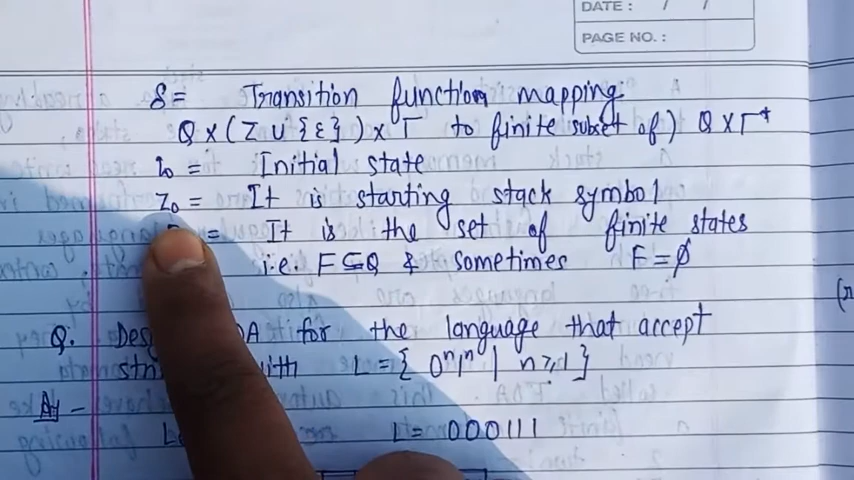 DATE: / /
PAGE NO.:
δ = Transition function mapping
Q × (Σ ∪ {ε}) × Γ to finite subset of) Q × Γ*
q0 = Initial state
Z0 = It is starting stack symbol
= It is the set of finite states
i.e. F ⊆ Q & sometimes F = ϕ
Q. DA for the language that accept
L = { 0ⁿ1ⁿ | n ≥ 1 }
L = 000111